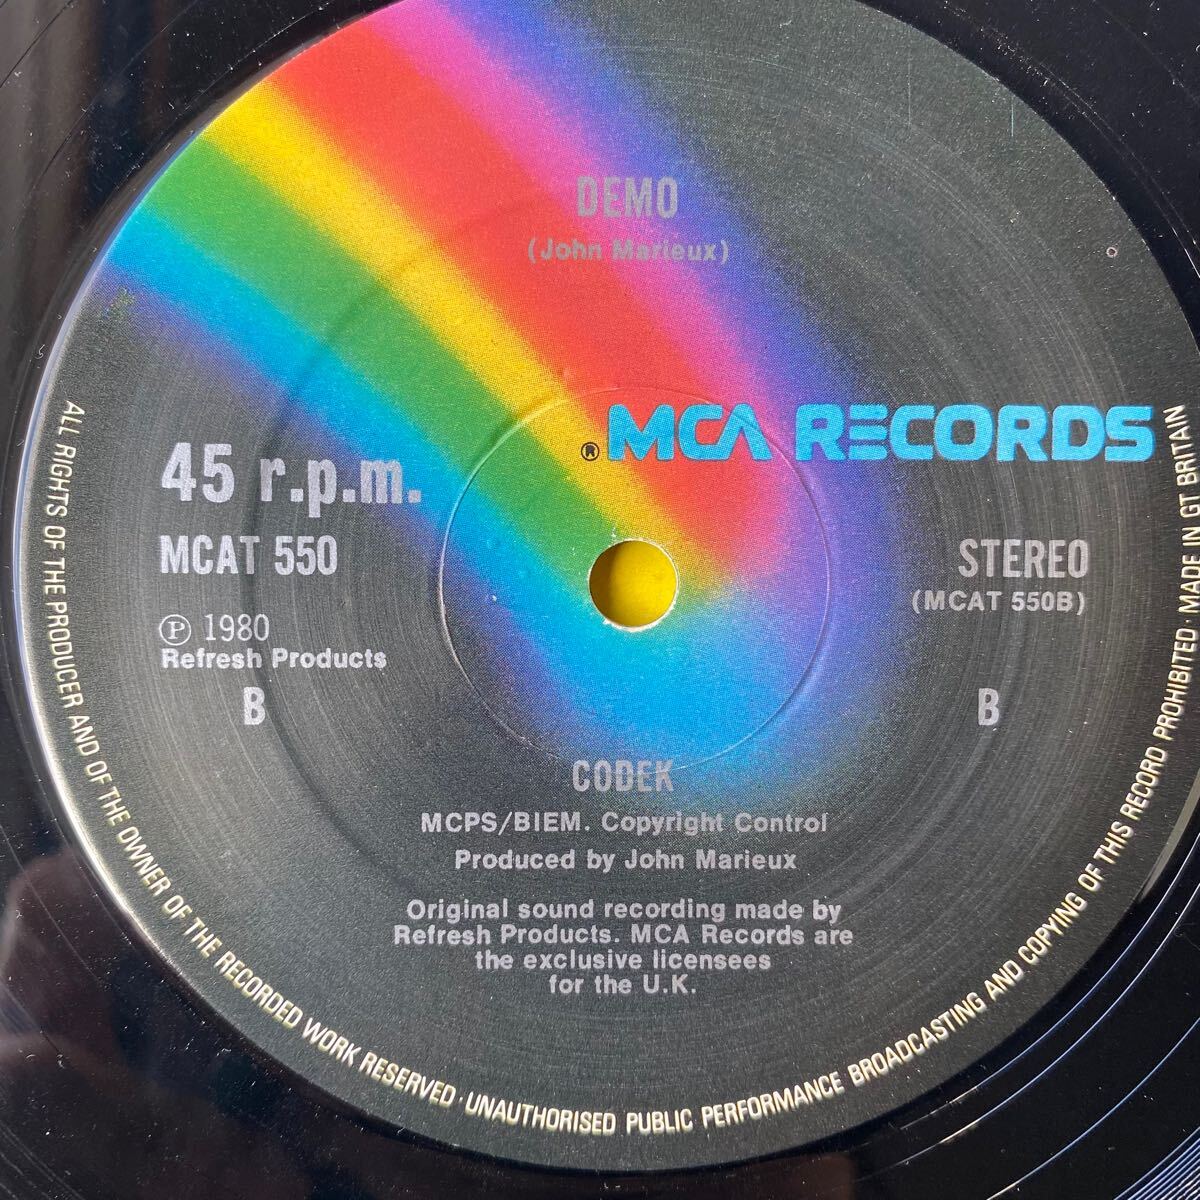 DEMO
(John Marieux)
® MCA RECORDS
45 r.p.m.
MCAT 550
STEREO
(MCAT 550B)
Ⓟ 1980
Refresh Products
B
B
CODEK
MCPS/BIEM. Copyright Control
Produced by John Marieux
Original sound recording made by
Refresh Products. MCA Records are
the exclusive licensees
for the U.K.
ALL RIGHTS OF THE PRODUCER AND OF THE OWNER OF THE RECORDED WORK RESERVED · UNAUTHORISED PUBLIC PERFORMANCE BROADCASTING AND COPYING OF THIS RECORD PROHIBITED · MADE IN GT BRITAIN